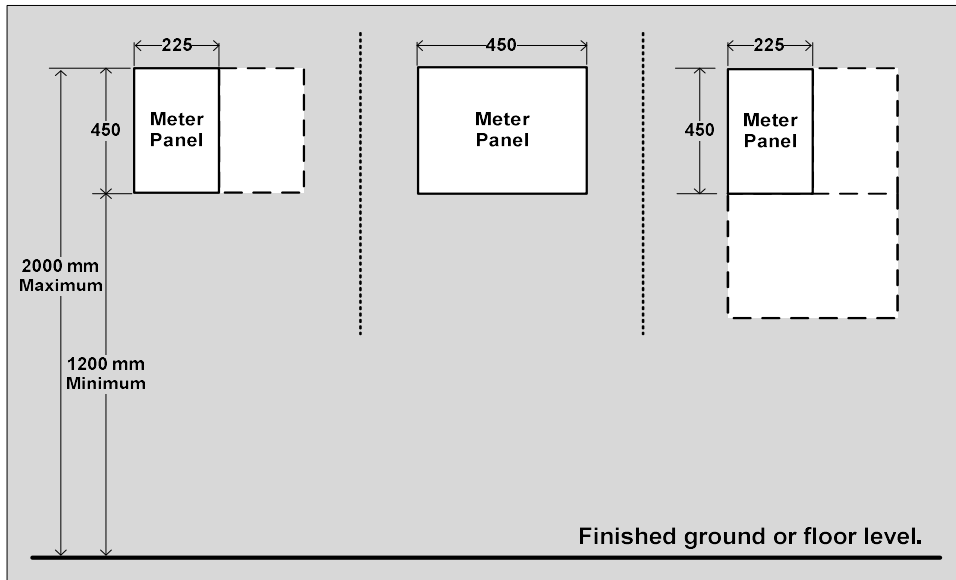 225
450
225
450
Meter
Panel
Meter
Panel
450
Meter
Panel
2000 mm
Maximum
1200 mm
Minimum
Finished ground or floor level.